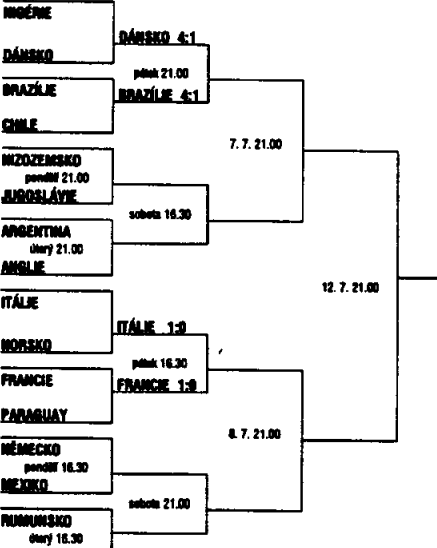 NIGÉRIE
DÁNSKO
DÁNSKO 4:1
pátek 21.00
BRAZÍLIE 4:1
BRAZÍLIE
CHILE
7. 7. 21.00
NIZOZEMSKO
pondělí 21.00
JUGOSLÁVIE
sobota 16.30
ARGENTINA
úterý 21.00
ANGLIE
12. 7. 21.00
ITÁLIE
NORSKO
ITÁLIE 1:0
pátek 16.30
FRANCIE 1:0
FRANCIE
PARAGUAY
8. 7. 21.00
NĚMECKO
pondělí 16.30
MEXIKO
sobota 21.00
RUMUNSKO
úterý 16.30